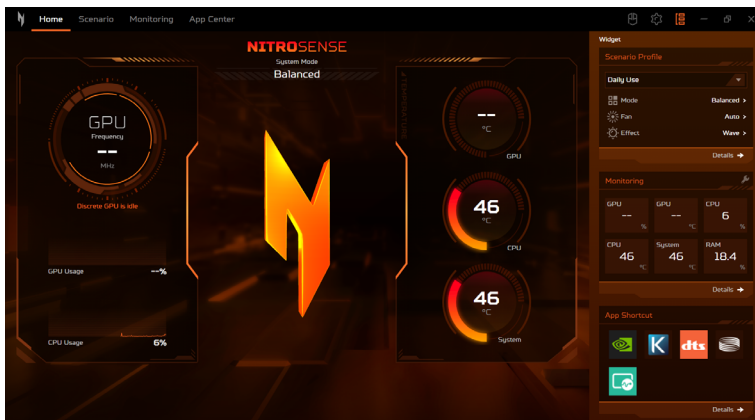 Home Scenario Monitoring App Center
NITROSENSE
System Mode
Balanced
GPU
Frequency
--
MHz
Discrete GPU is idle
GPU Usage --%
CPU Usage 6%
--
°C
GPU
46
°C
CPU
46
°C
System
Widget
Scenario Profile
Daily Use
Mode Balanced >
Fan Auto >
Effect Wave >
Details →
Monitoring
GPU GPU CPU
-- -- 6
% °C %
CPU System RAM
46 46 18.4
°C °C %
Details →
App Shortcut
K dts
Details →